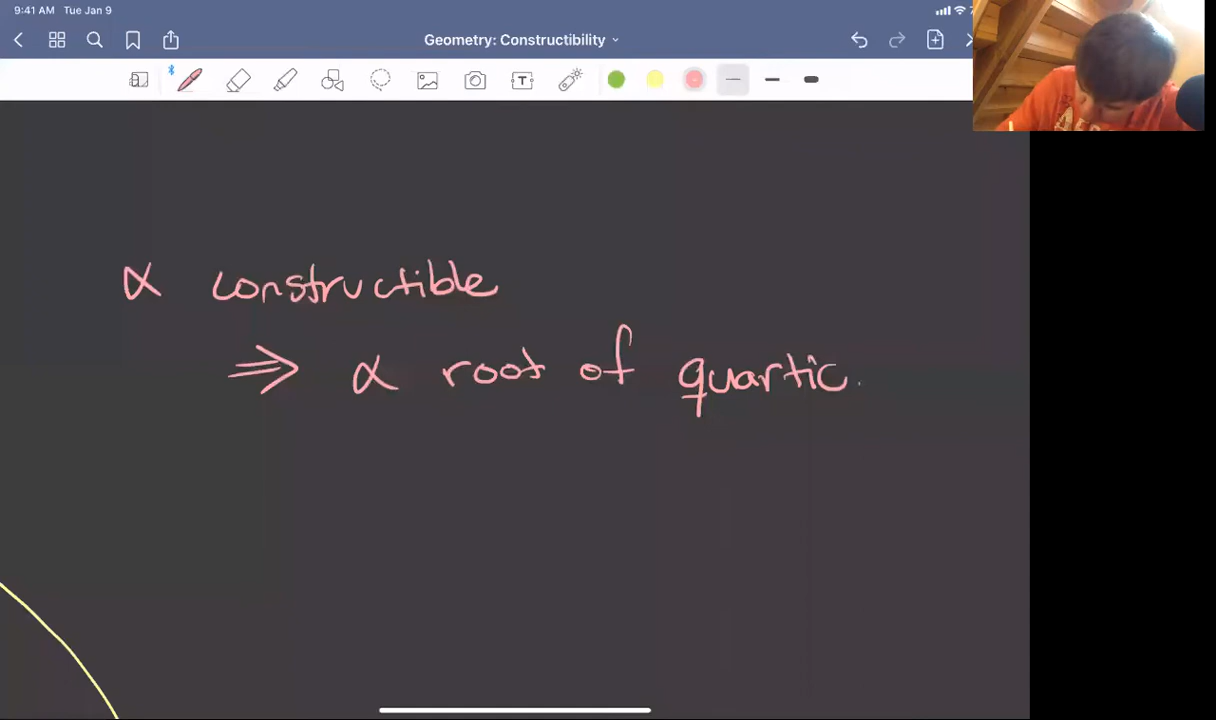 9:41 AM Tue Jan 9
Geometry: Constructibility
T
α constructible
⇒ α root of quartic.